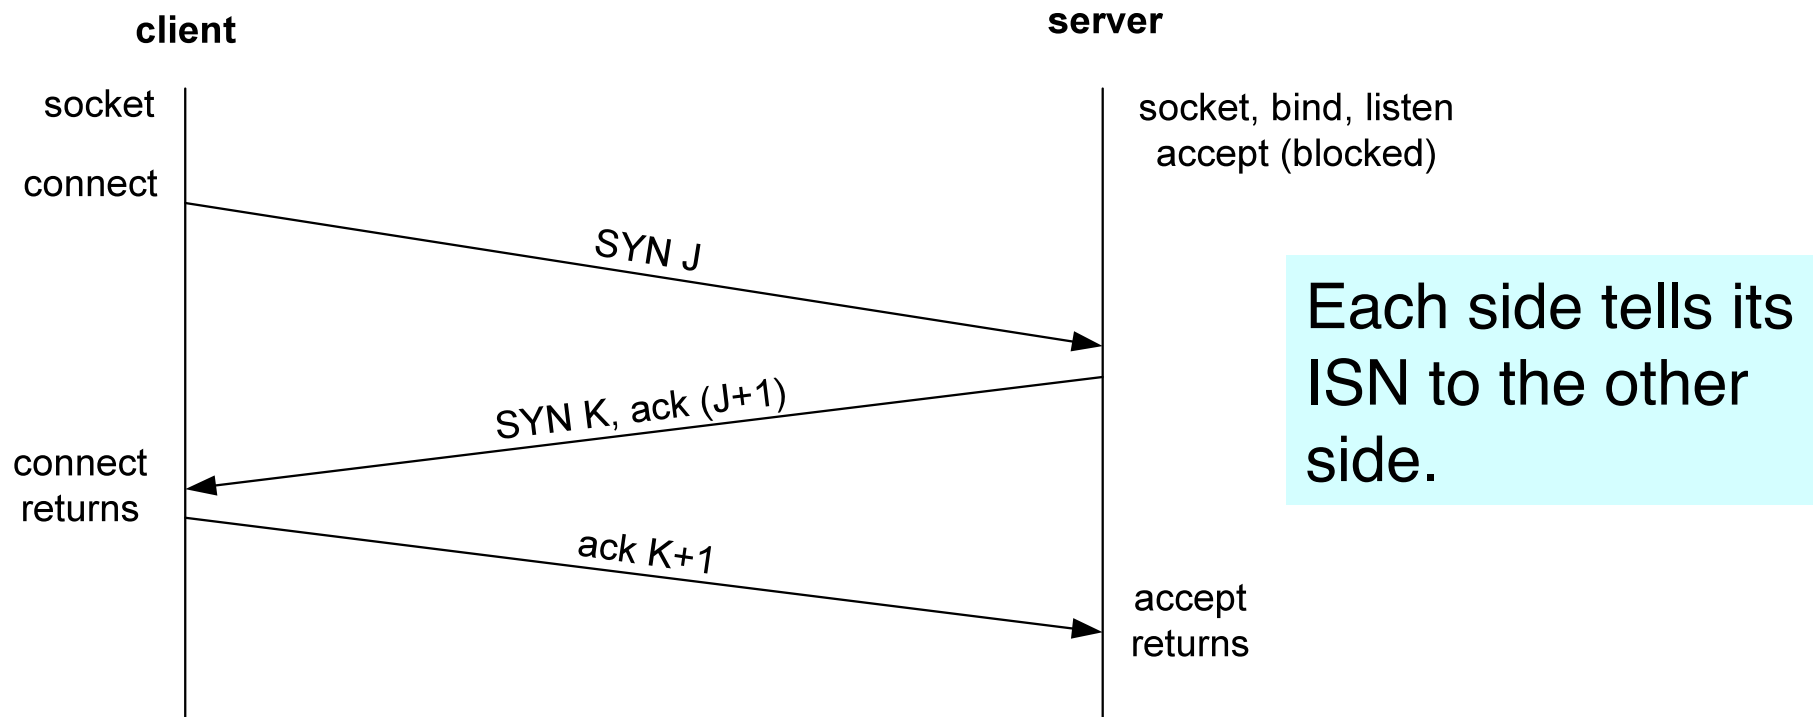 client
server
socket
socket, bind, listen
accept (blocked)
connect
SYN J
Each side tells its
ISN to the other
side.
SYN K, ack (J+1)
connect
returns
ack K+1
accept
returns